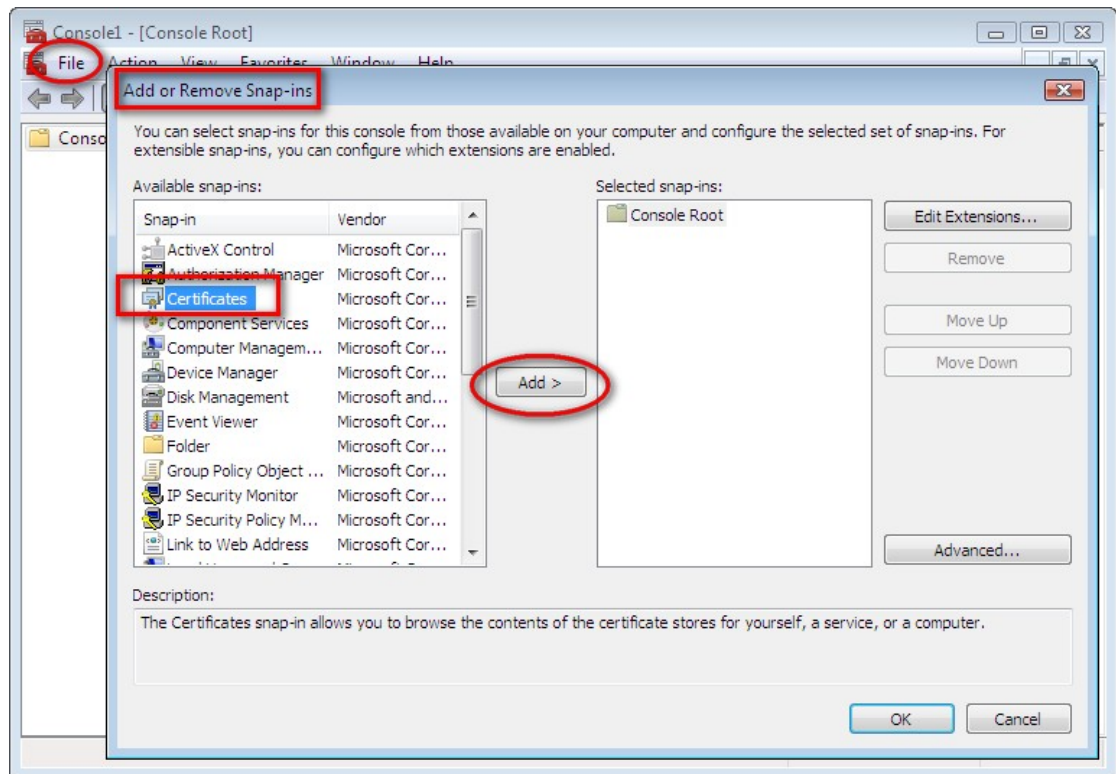 Console1 - [Console Root]
File Action View Favorites Window Help
Add or Remove Snap-ins
Conso
You can select snap-ins for this console from those available on your computer and configure the selected set of snap-ins. For
extensible snap-ins, you can configure which extensions are enabled.
Available snap-ins:
Selected snap-ins:
Snap-in Vendor
ActiveX Control Microsoft Cor...
Authorization Manager Microsoft Cor...
Certificates Microsoft Cor...
Component Services Microsoft Cor...
Computer Managem... Microsoft Cor...
Device Manager Microsoft Cor...
Disk Management Microsoft and...
Event Viewer Microsoft Cor...
Folder Microsoft Cor...
Group Policy Object ... Microsoft Cor...
IP Security Monitor Microsoft Cor...
IP Security Policy M... Microsoft Cor...
Link to Web Address Microsoft Cor...
Add >
Console Root
Edit Extensions...
Remove
Move Up
Move Down
Advanced...
Description:
The Certificates snap-in allows you to browse the contents of the certificate stores for yourself, a service, or a computer.
OK Cancel